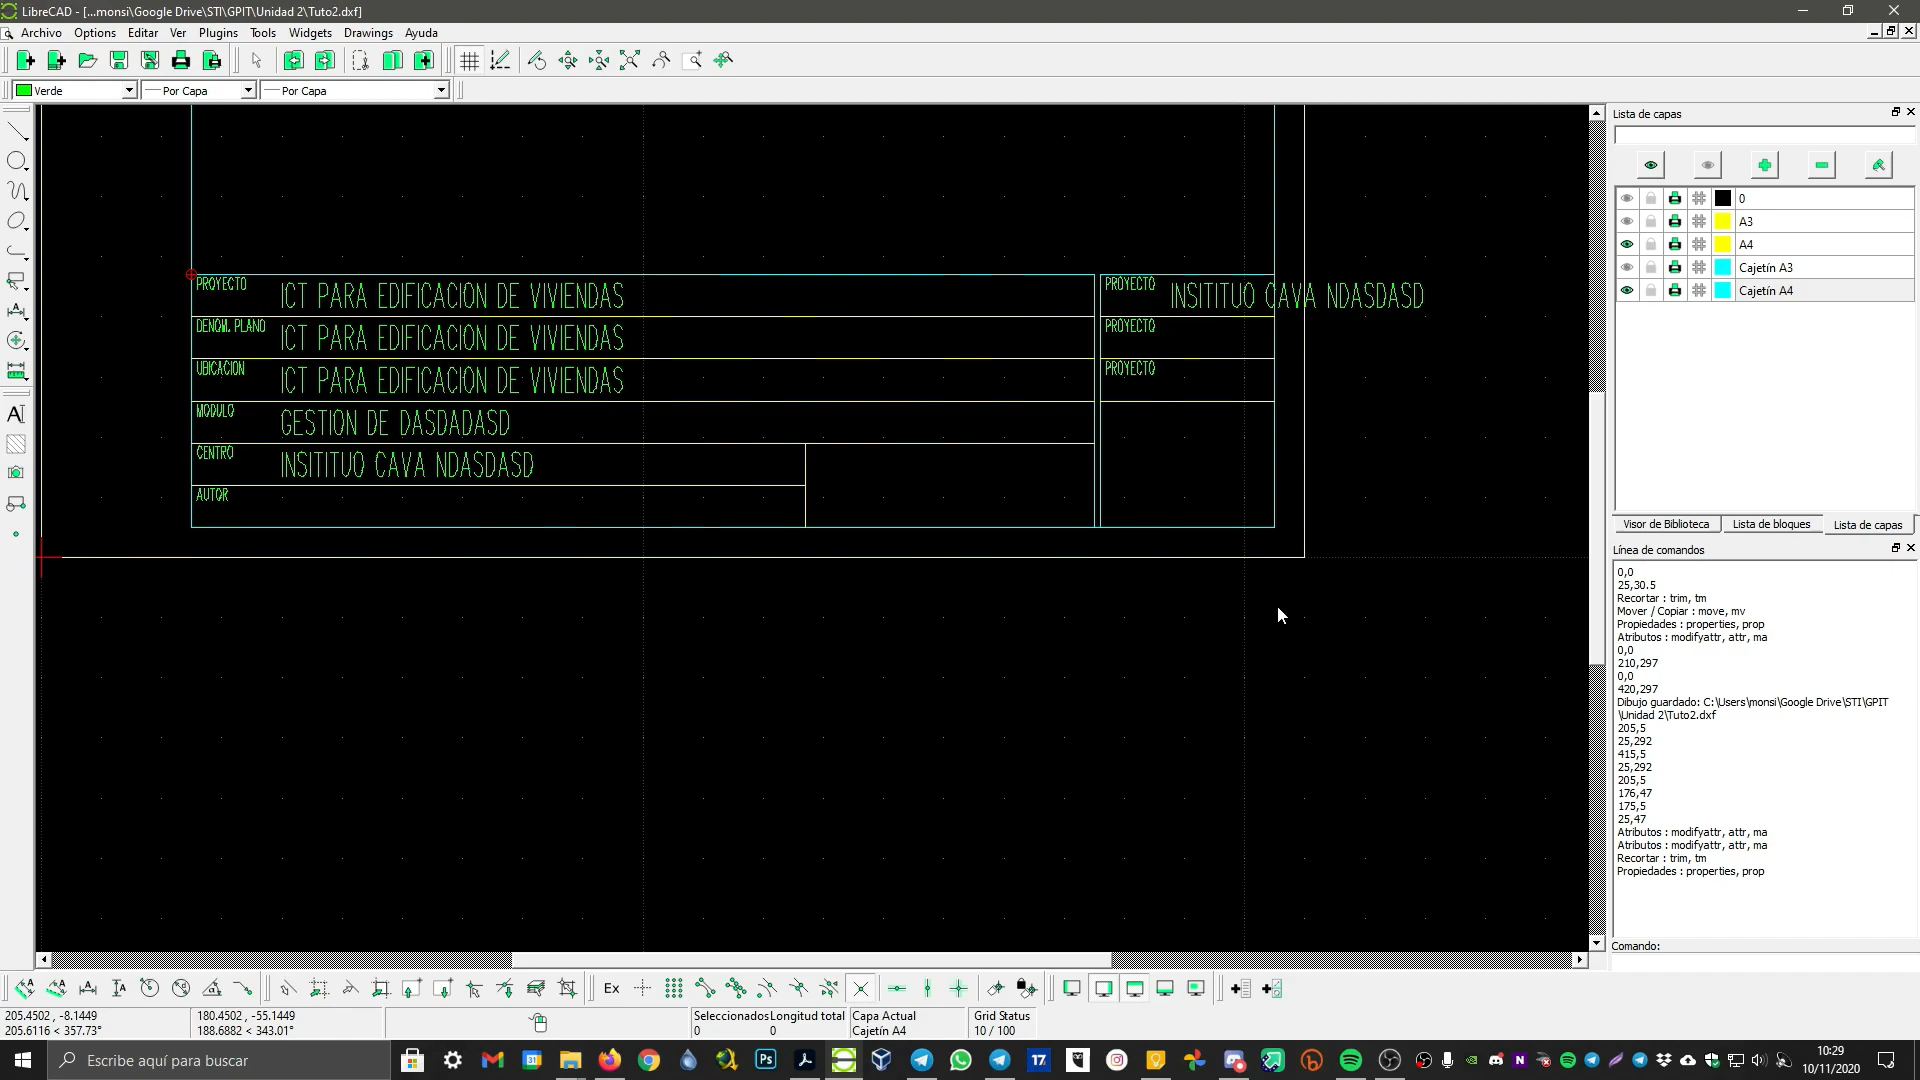 LibreCAD - [...monsi\Google Drive\STI\GPIT\Unidad 2\Tuto2.dxf]
Archivo Options Editar Ver Plugins Tools Widgets Drawings Ayuda
Verde Por Capa Por Capa
Lista de capas
0
A3
A4
Cajetín A3
Cajetín A4
PROYECTO ICT PARA EDIFICACION DE VIVIENDAS PROYECTO INSITITUO CAVA NDASDASD
DENOM. PLANO ICT PARA EDIFICACION DE VIVIENDAS PROYECTO
UBICACION ICT PARA EDIFICACION DE VIVIENDAS PROYECTO
MODULO GESTION DE DASDADASD
CENTRO INSITITUO CAVA NDASDASD
AUTOR
Visor de Biblioteca Lista de bloques Lista de capas
Línea de comandos
0,0
25,30.5
Recortar : trim, tm
Mover / Copiar : move, mv
Propiedades : properties, prop
Atributos : modifyattr, attr, ma
0,0
210,297
0,0
420,297
Dibujo guardado: C:\Users\monsi\Google Drive\STI\GPIT
\Unidad 2\Tuto2.dxf
205,5
25,292
415,5
25,292
205,5
176,47
175,5
25,47
Atributos : modifyattr, attr, ma
Atributos : modifyattr, attr, ma
Recortar : trim, tm
Propiedades : properties, prop
Comando:
Ex
205.4502 , -8.1449 180.4502 , -55.1449 Seleccionados Longitud total Capa Actual Grid Status
205.6116 < 357.73° 188.6882 < 343.01° 0 0 Cajetín A4 10 / 100
Escribe aquí para buscar
10:29
10/11/2020